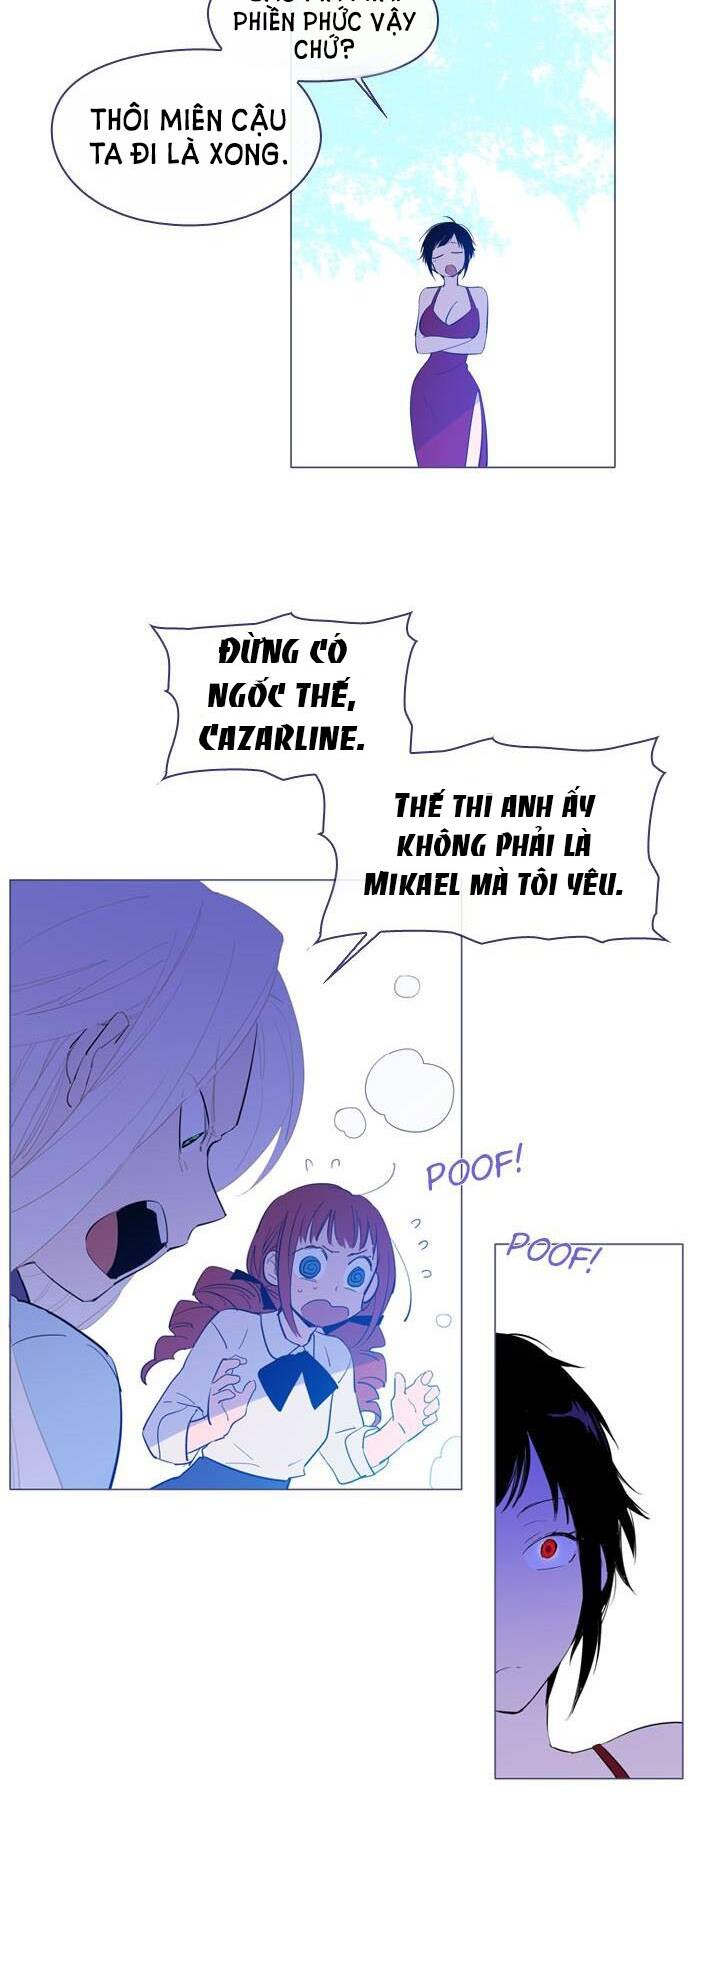 PHIỀN PHỨC VẬY
CHỨ?
THÔI MIÊN CẬU
TA ĐI LÀ XONG.
ĐỪNG CÓ
NGỐC THẾ,
CAZARLINE.
THẾ THÌ ANH ẤY
KHÔNG PHẢI LÀ
MIKAEL MÀ TÔI YÊU.
POOF!
POOF!